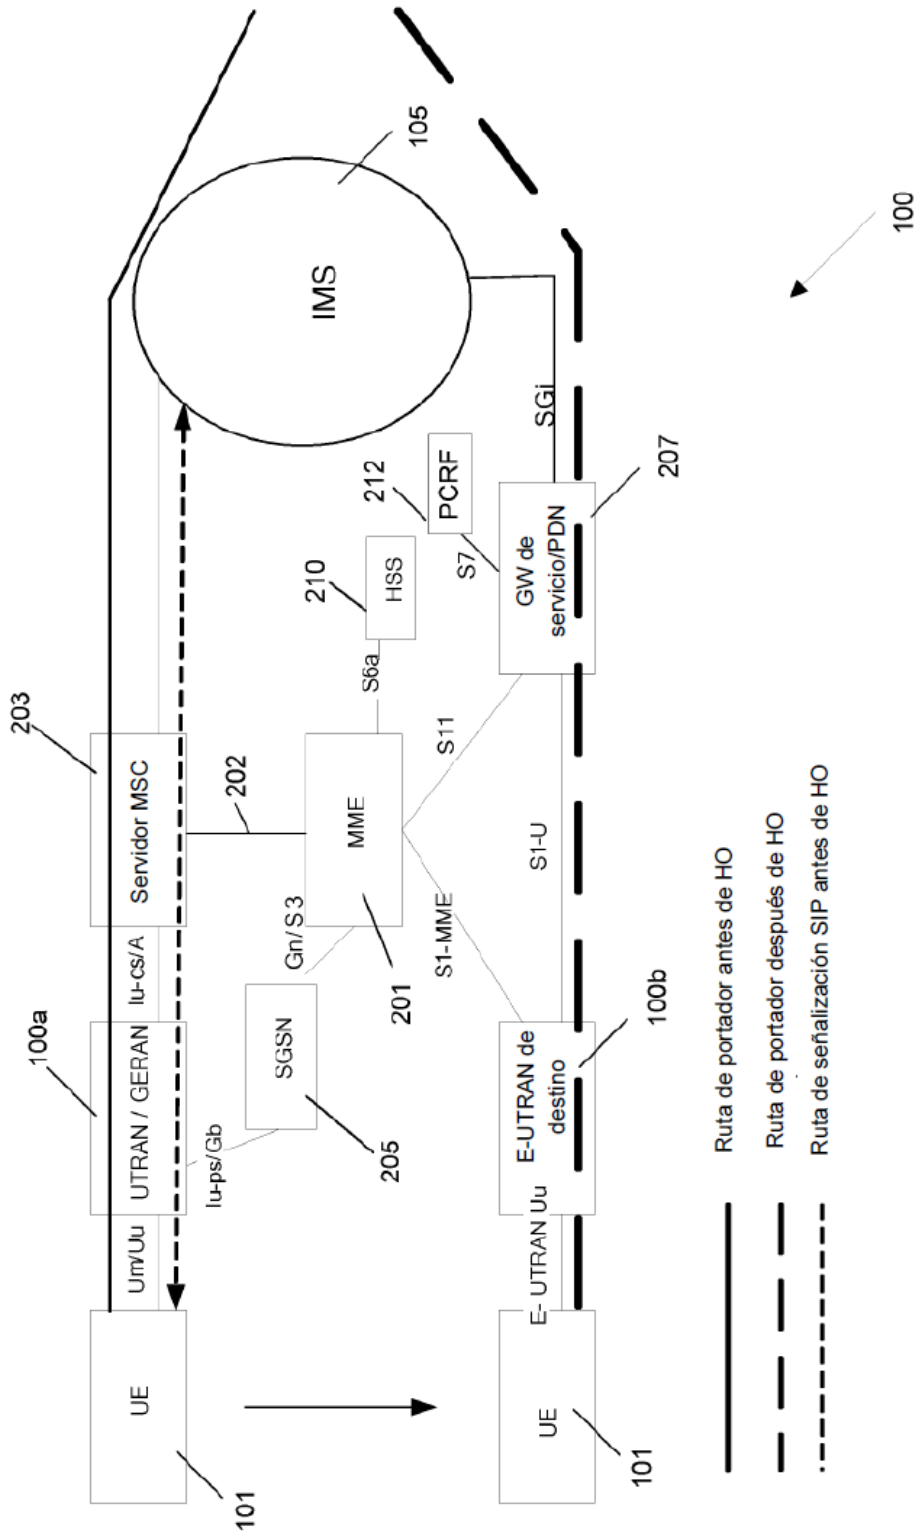 203
100a
101
UE
Um/Uu
UTRAN / GERAN
Iu-cs/A
Servidor MSC
202
Iu-ps/Gb
SGSN
205
Gn/ S3
MME
201
S6a
HSS
210
PCRF
212
S7
IMS
105
S1-MME
S11
SGi
UE
101
E- UTRAN Uu
E-UTRAN de
destino
100b
S1-U
GW de
servicio/PDN
207
Ruta de portador antes de HO
Ruta de portador después de HO
Ruta de señalización SIP antes de HO
100